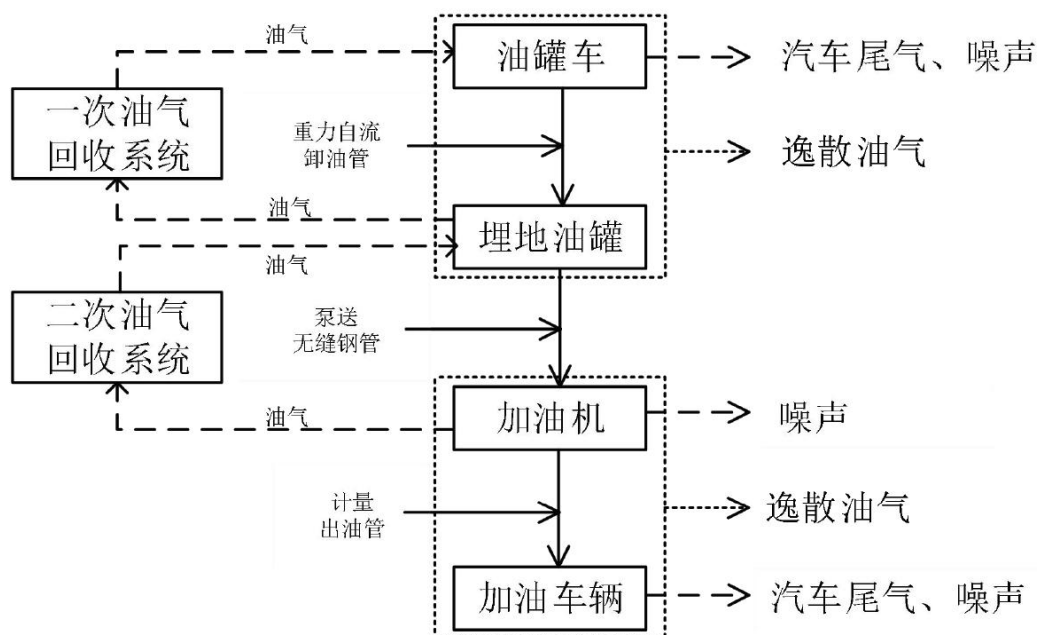 油气
油罐车
汽车尾气、噪声
一次油气
回收系统
重力自流
卸油管
逸散油气
油气
埋地油罐
油气
二次油气
回收系统
泵送
无缝钢管
加油机
噪声
油气
计量
出油管
逸散油气
加油车辆
汽车尾气、噪声